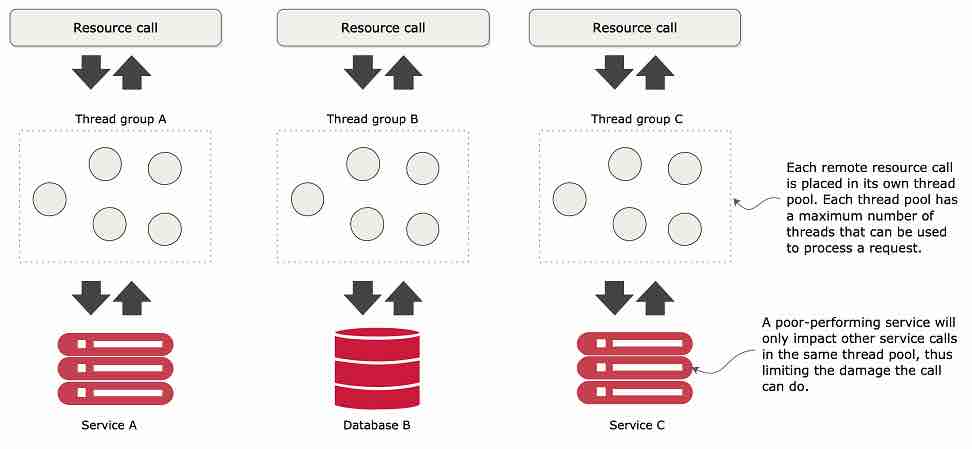 Resource call
Resource call
Resource call
Thread group A
Thread group B
Thread group C
Each remote resource call
is placed in its own thread
pool. Each thread pool has
a maximum number of
threads that can be used
to process a request.
A poor-performing service will
only impact other service calls
in the same thread pool, thus
limiting the damage the call
can do.
Service A
Database B
Service C